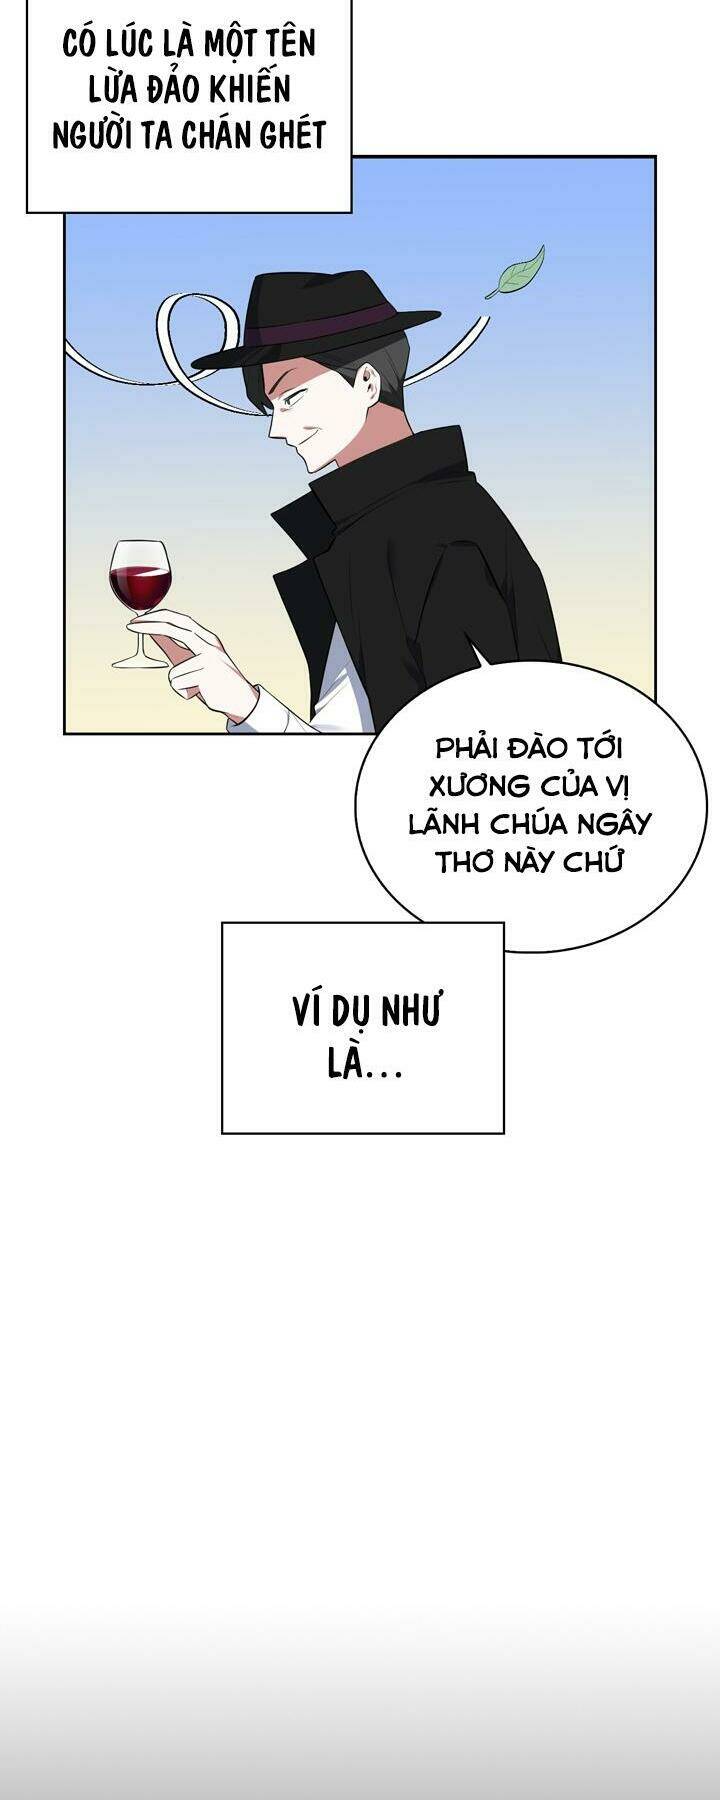 CÓ LÚC LÀ MỘT TÊN
LỪA ĐẢO KHIẾN
NGƯỜI TA CHÁN GHÉT
PHẢI ĐÀO TỚI
XƯƠNG CỦA VỊ
LÃNH CHÚA NGÂY
THƠ NÀY CHỨ
VÍ DỤ NHƯ
LÀ...